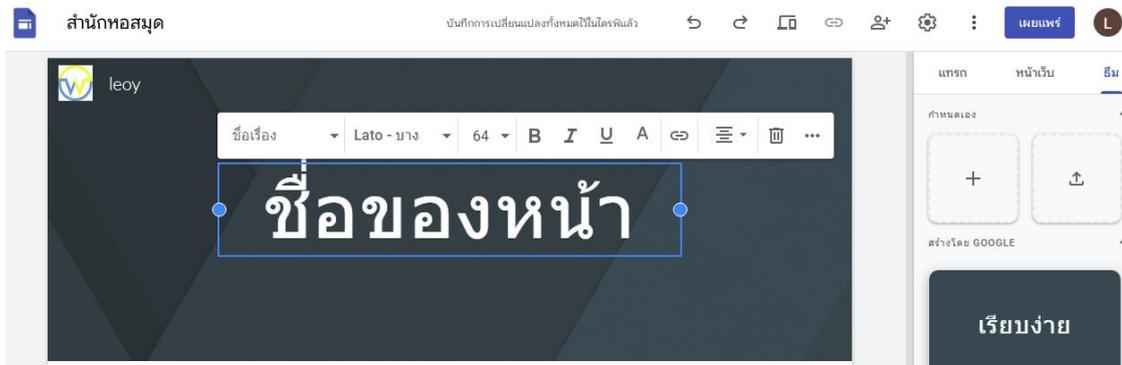 สำนักหอสมุด
บันทึกการเปลี่ยนแปลงทั้งหมดไว้ในไดรฟ์แล้ว
เผยแพร่
L
leoy
แทรก
หน้าเว็บ
ธีม
ชื่อเรื่อง
Lato - บาง
64
B I U A
ชื่อของหน้า
กำหนดเอง
สร้างโดย GOOGLE
เรียบง่าย